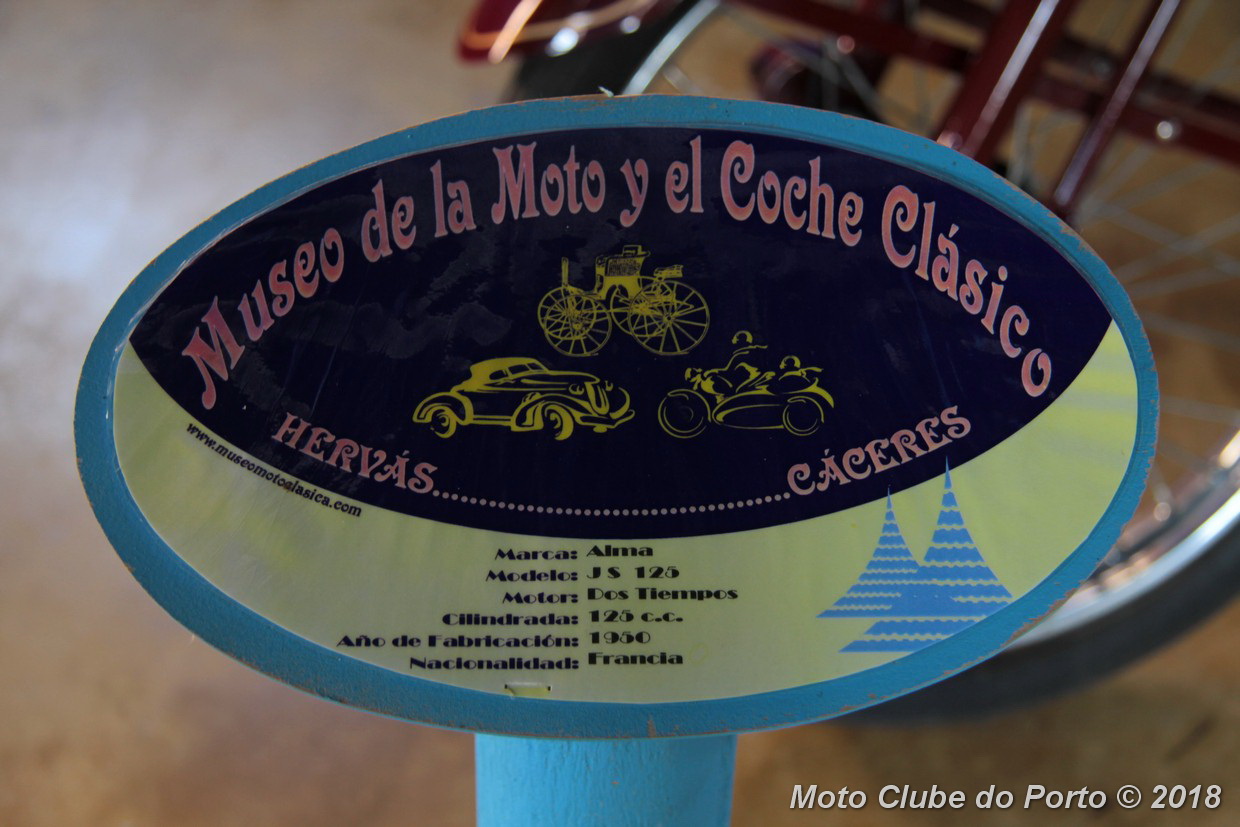 Museo de la Moto y el Coche Clásico
HERVÁS....................................CÁCERES
www.museomotoclasica.com
Marca: Alma
Modelo: J S 125
Motor: Dos Tiempos
Cilindrada: 125 c.c.
Año de Fabricación: 1950
Nacionalidad: Francia
Moto Clube do Porto © 2018